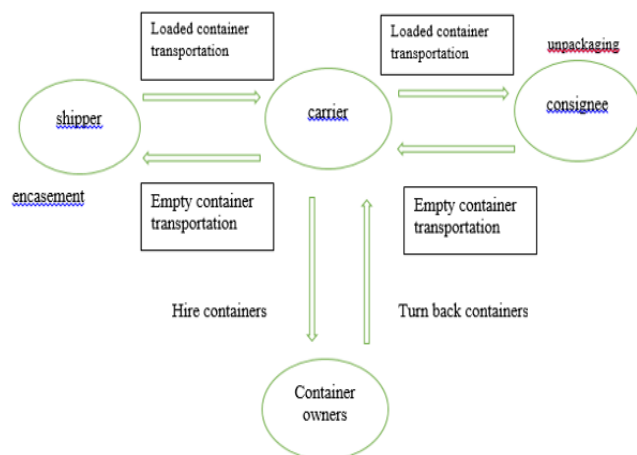 Loaded container
transportation
Loaded container
transportation
unpackaging
shipper
carrier
consignee
encasement
Empty container
transportation
Empty container
transportation
Hire containers
Turn back containers
Container
owners